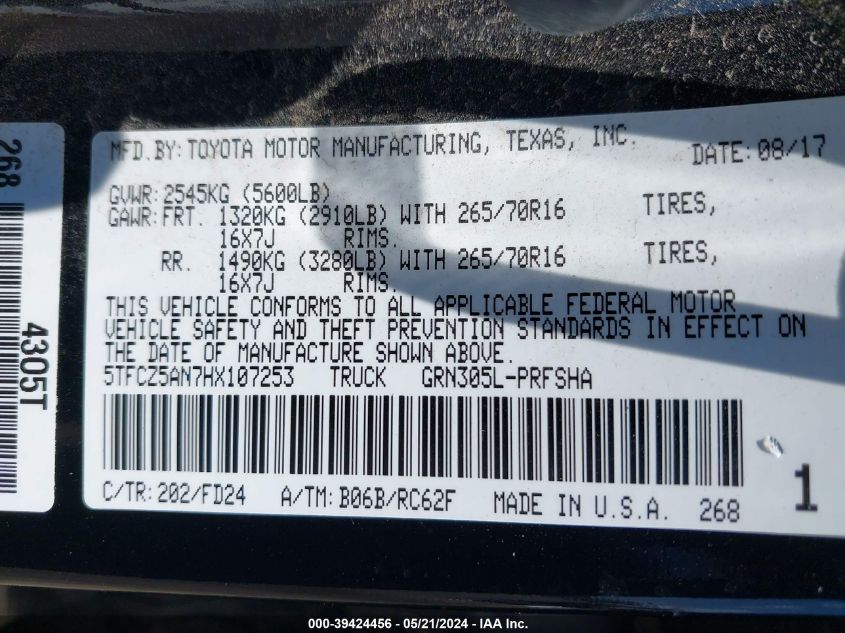 268
4305T
MFD.BY:TOYOTA MOTOR MANUFACTURING, TEXAS, INC. DATE:08/17
GVWR:2545KG (5600LB)
GAWR:FRT. 1320KG (2910LB) WITH 265/70R16 TIRES,
16X7J RIMS.
RR. 1490KG (3280LB) WITH 265/70R16 TIRES,
16X7J RIMS.
THIS VEHICLE CONFORMS TO ALL APPLICABLE FEDERAL MOTOR
VEHICLE SAFETY AND THEFT PREVENTION STANDARDS IN EFFECT ON
THE DATE OF MANUFACTURE SHOWN ABOVE.
5TFCZ5AN7HX107253 TRUCK GRN305L-PRFSHA
C/TR:202/FD24 A/TM:B06B/RC62F MADE IN U.S.A. 268
1
000-39424456 – 05/21/2024 - IAA Inc.